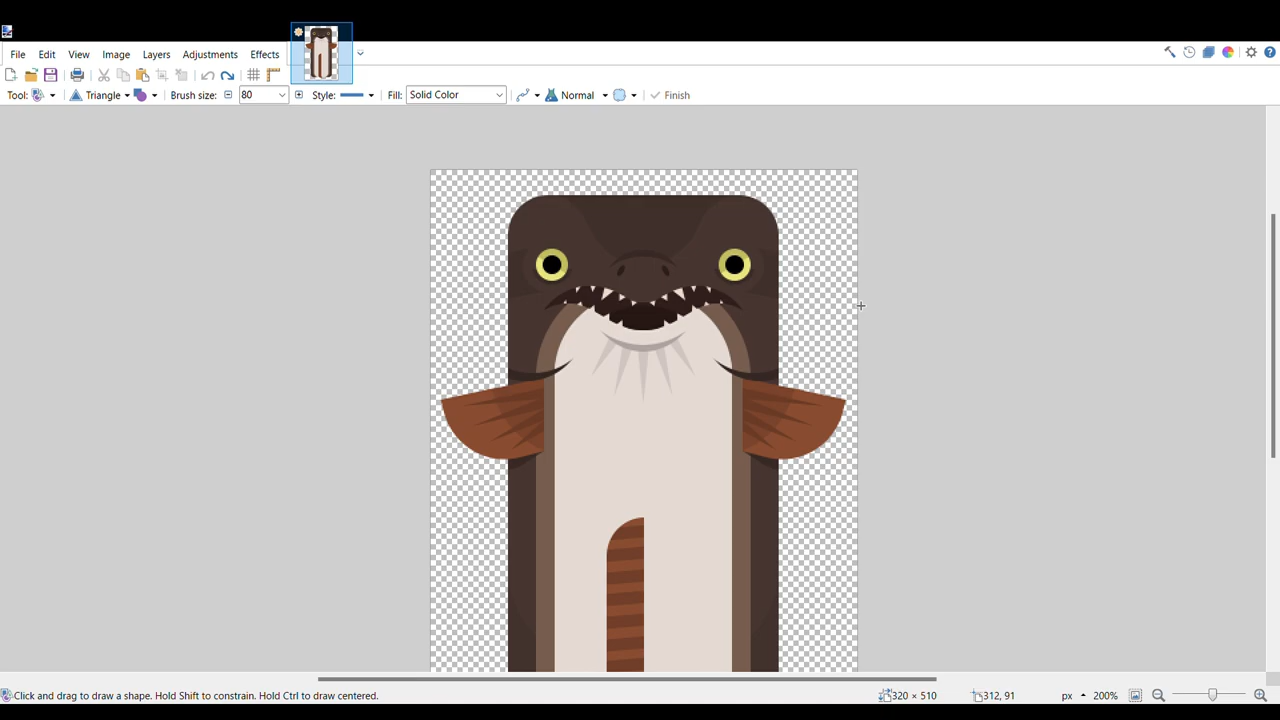 File Edit View Image Layers Adjustments Effects
Tool: Triangle Brush size: 80 Style: Fill: Solid Color Normal Finish
Click and drag to draw a shape. Hold Shift to constrain. Hold Ctrl to draw centered. 320 × 510 312, 91 px 200%